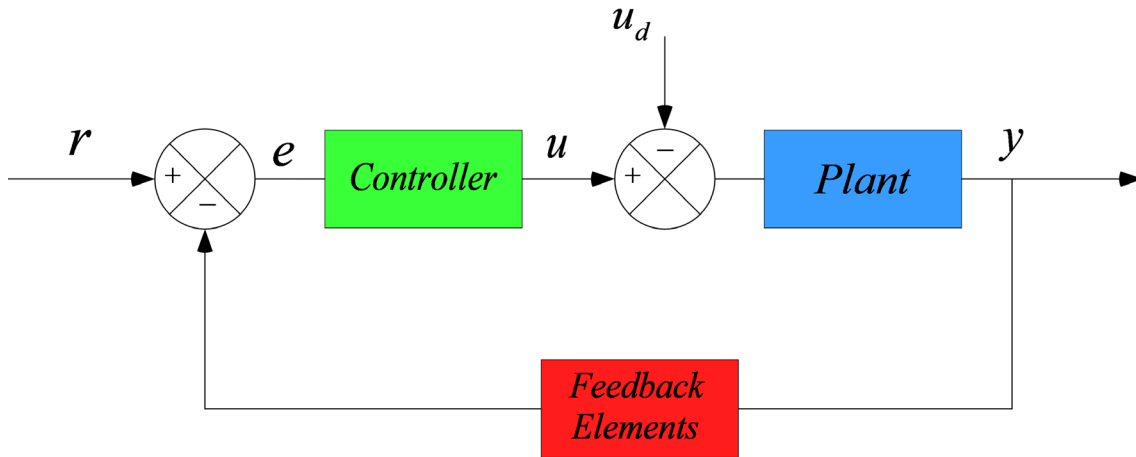 u_d
r
+
−
e
Controller
u
−
+
Plant
y
Feedback
Elements